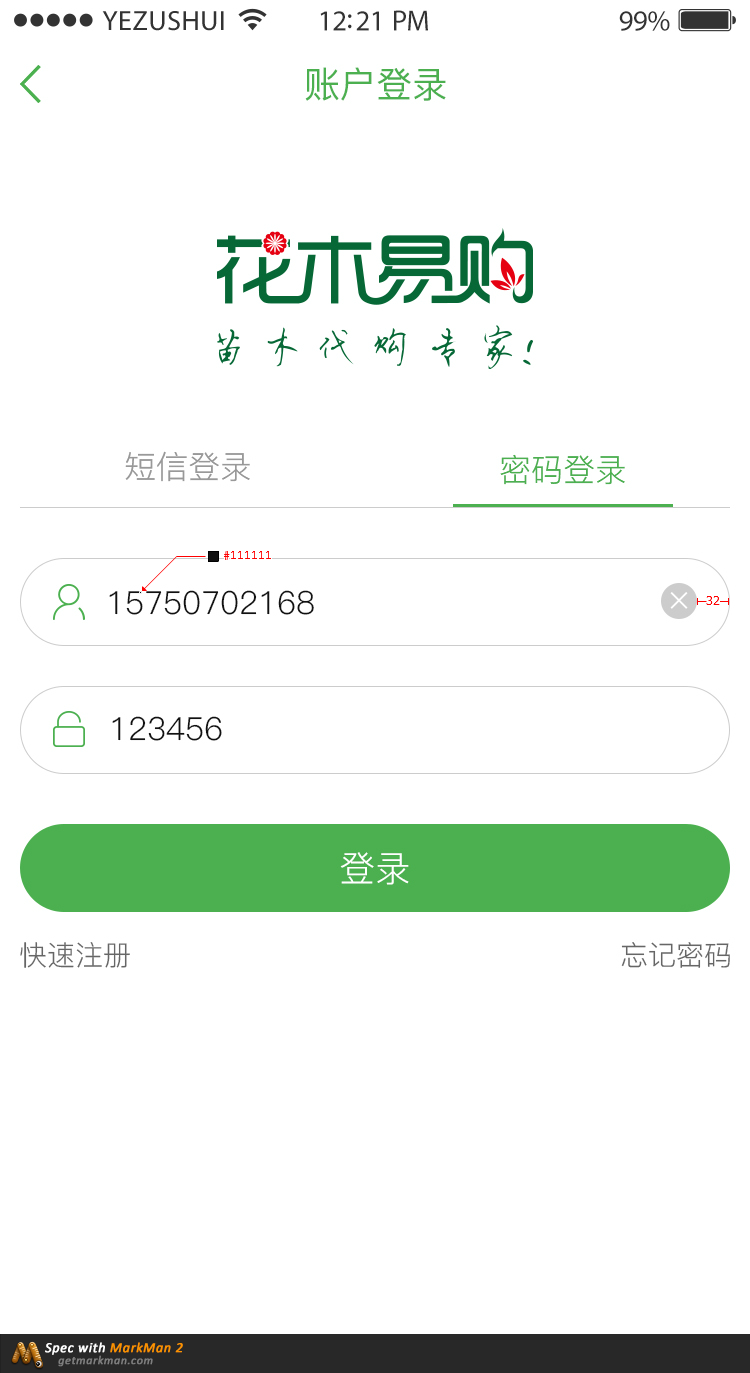 YEZUSHUI 12:21 PM 99%
账户登录
花木易购
苗木代购专家!
短信登录 密码登录
#111111
15750702168 32
123456
登录
快速注册 忘记密码
Spec with MarkMan 2
getmarkman.com